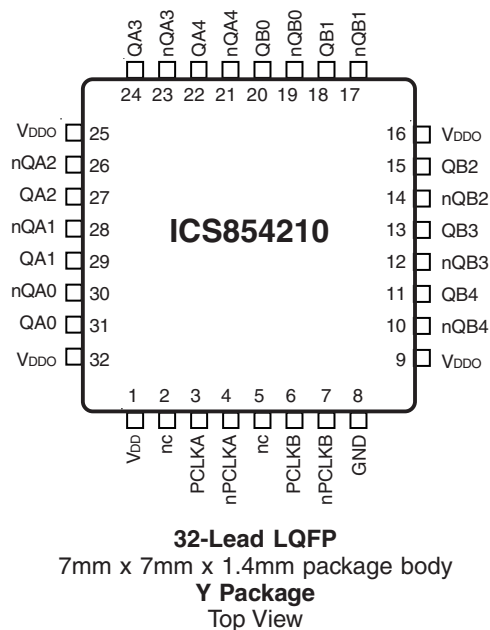 QA3 nQA3 QA4 nQA4 QB0 nQB0 QB1 nQB1
24 23 22 21 20 19 18 17
VDDO 25 16 VDDO
nQA2 26 15 QB2
QA2 27 14 nQB2
nQA1 28 13 QB3
ICS854210
QA1 29 12 nQB3
nQA0 30 11 QB4
QA0 31 10 nQB4
VDDO 32 9 VDDO
1 2 3 4 5 6 7 8
VDD nc PCLKA nPCLKA nc PCLKB nPCLKB GND
32-Lead LQFP
7mm x 7mm x 1.4mm package body
Y Package
Top View